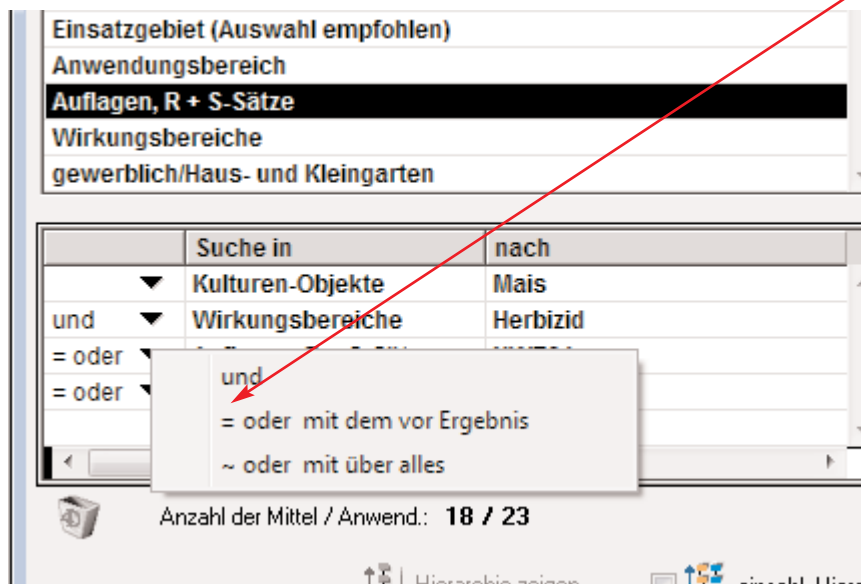 Einsatzgebiet (Auswahl empfohlen)
Anwendungsbereich
Auflagen, R + S-Sätze
Wirkungsbereiche
gewerblich/Haus- und Kleingarten
Suche in nach
Kulturen-Objekte Mais
und Wirkungsbereiche Herbizid
= oder
= oder
und
= oder mit dem vor Ergebnis
~ oder mit über alles
Anzahl der Mittel / Anwend.: 18 / 23
Hierarchie zeigen